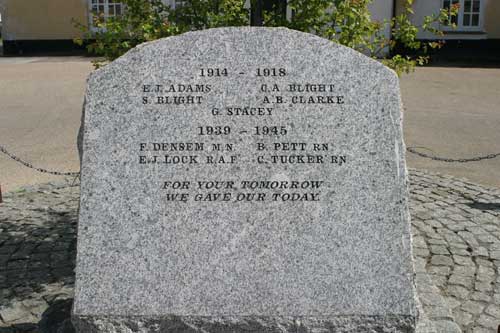 1914 - 1918
E.J. ADAMS C.A. BLIGHT
S. BLIGHT A.B. CLARKE
G. STACEY
1939 - 1945
F. DENSEM M.N. B. PETT RN
E.J. LOCK R.A.F. C. TUCKER RN
FOR YOUR TOMORROW
WE GAVE OUR TODAY.